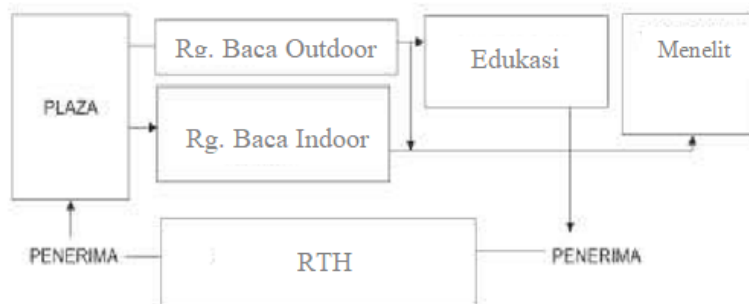 Rg. Baca Outdoor
Edukasi
Menelit
PLAZA
Rg. Baca Indoor
PENERIMA
RTH
PENERIMA